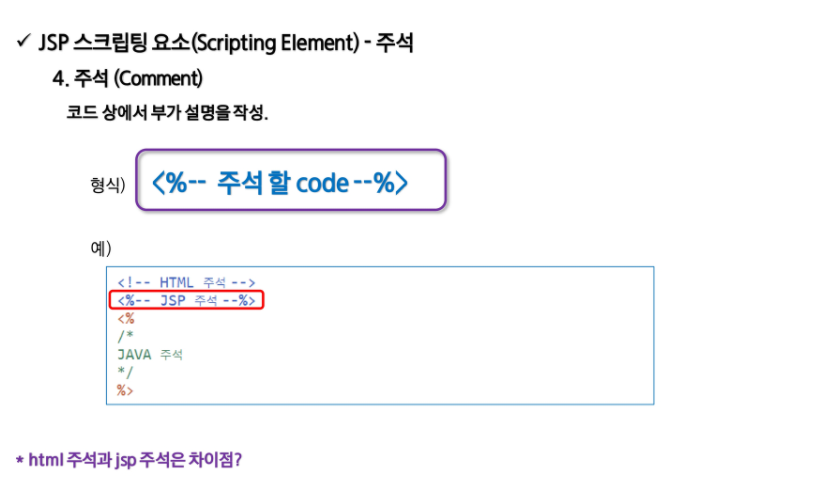 ✓ JSP 스크립팅 요소(Scripting Element) - 주석
4. 주석 (Comment)
코드 상에서 부가 설명을 작성.
형식) <%-- 주석 할 code --%>
예)
<!-- HTML 주석 -->
<%-- JSP 주석 --%>
<%
/*
JAVA 주석
*/
%>
* html 주석과 jsp 주석은 차이점?